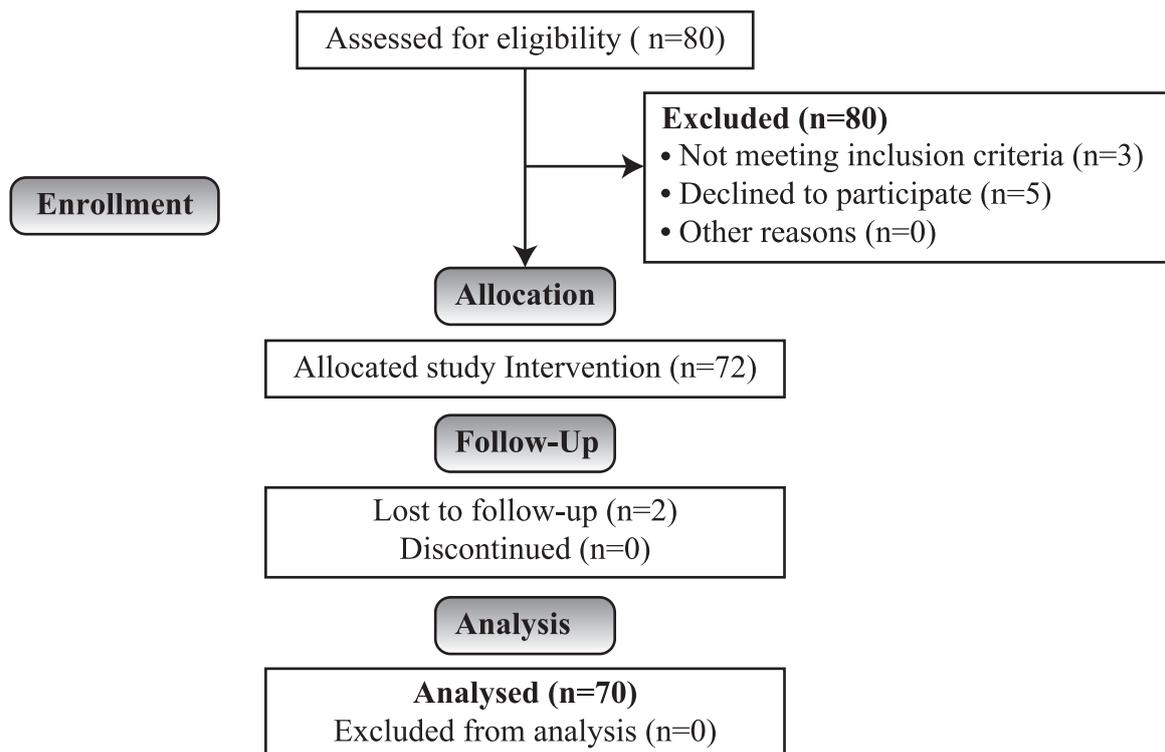 Assessed for eligibility ( n=80)
Excluded (n=80)
• Not meeting inclusion criteria (n=3)
• Declined to participate (n=5)
• Other reasons (n=0)
Enrollment
Allocation
Allocated study Intervention (n=72)
Follow-Up
Lost to follow-up (n=2)
Discontinued (n=0)
Analysis
Analysed (n=70)
Excluded from analysis (n=0)